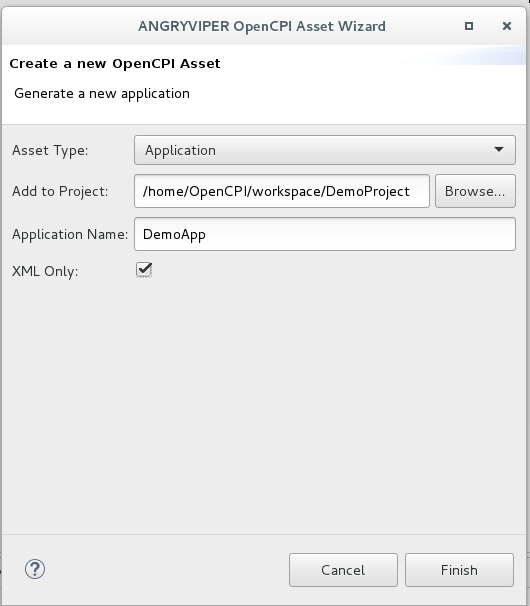 ANGRYVIPER OpenCPI Asset Wizard
Create a new OpenCPI Asset
Generate a new application
Asset Type: Application
Add to Project: /home/OpenCPI/workspace/DemoProject Browse...
Application Name: DemoApp
XML Only:
? Cancel Finish